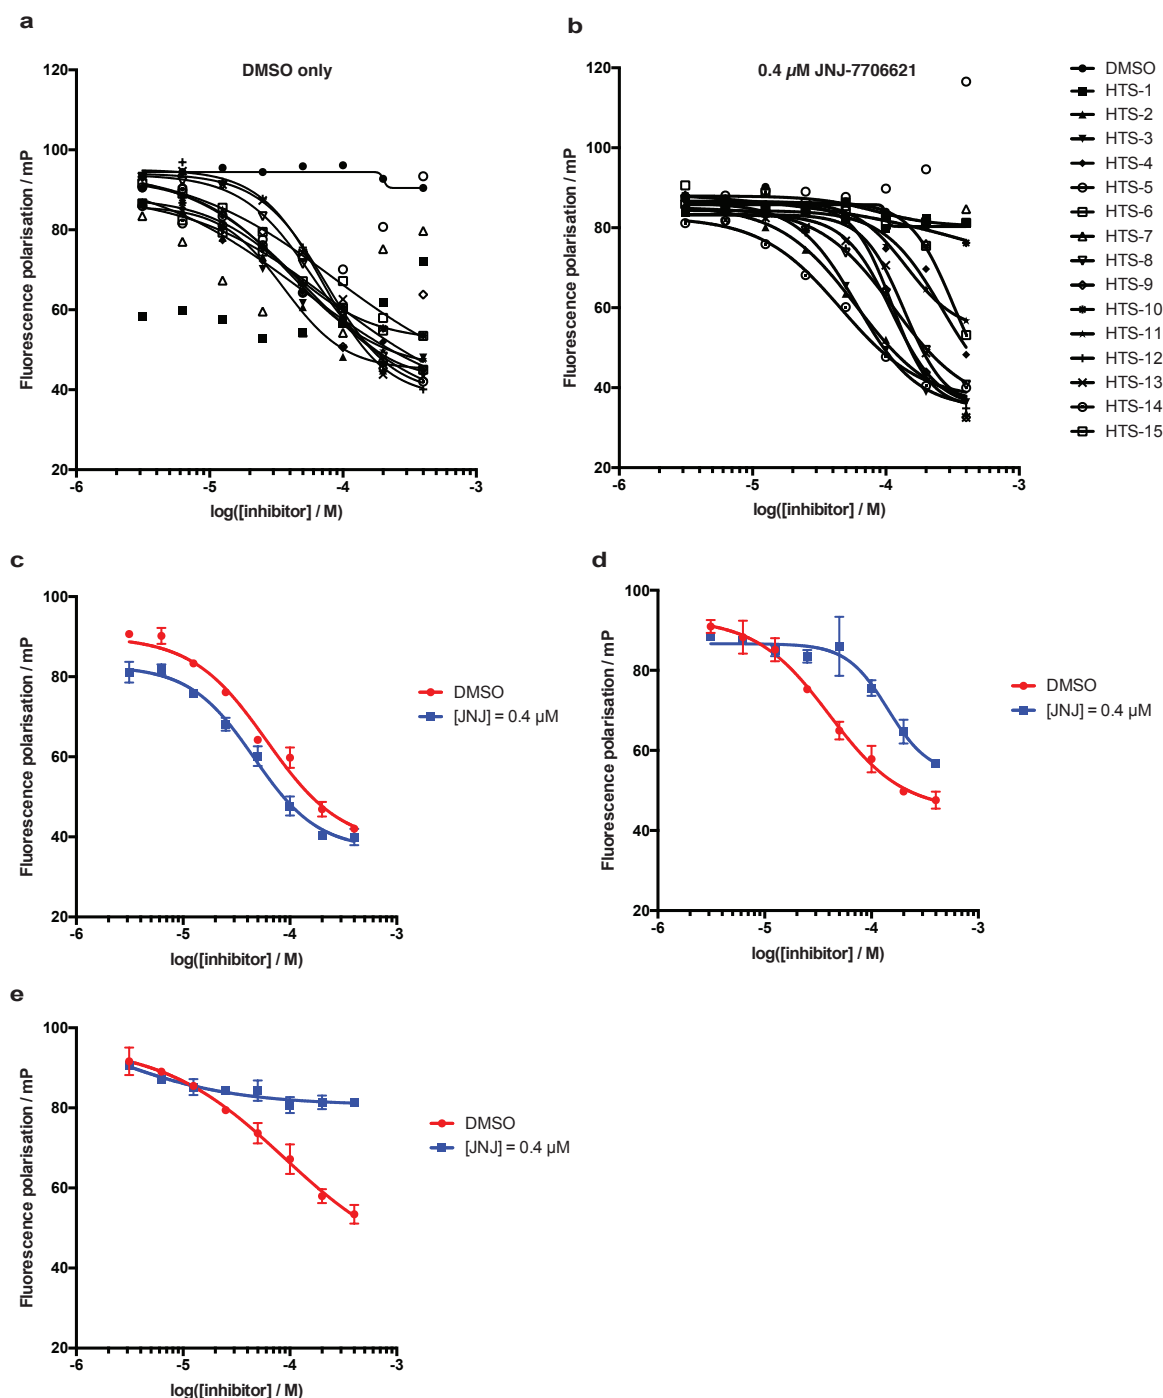 a
DMSO only
Fluorescence polarisation / mP
120
100
80
60
40
20
-6
-5
-4
-3
log([inhibitor] / M)
b
0.4 µM JNJ-7706621
Fluorescence polarisation / mP
120
100
80
60
40
20
-6
-5
-4
-3
log([inhibitor] / M)
DMSO
HTS-1
HTS-2
HTS-3
HTS-4
HTS-5
HTS-6
HTS-7
HTS-8
HTS-9
HTS-10
HTS-11
HTS-12
HTS-13
HTS-14
HTS-15
c
Fluorescence polarisation / mP
100
80
60
40
20
-6
-5
-4
-3
log([inhibitor] / M)
DMSO
[JNJ] = 0.4 µM
d
Fluorescence polarisation / mP
100
80
60
40
20
-6
-5
-4
-3
log([inhibitor] / M)
DMSO
[JNJ] = 0.4 µM
e
Fluorescence polarisation / mP
100
80
60
40
20
-6
-5
-4
-3
log([inhibitor] / M)
DMSO
[JNJ] = 0.4 µM